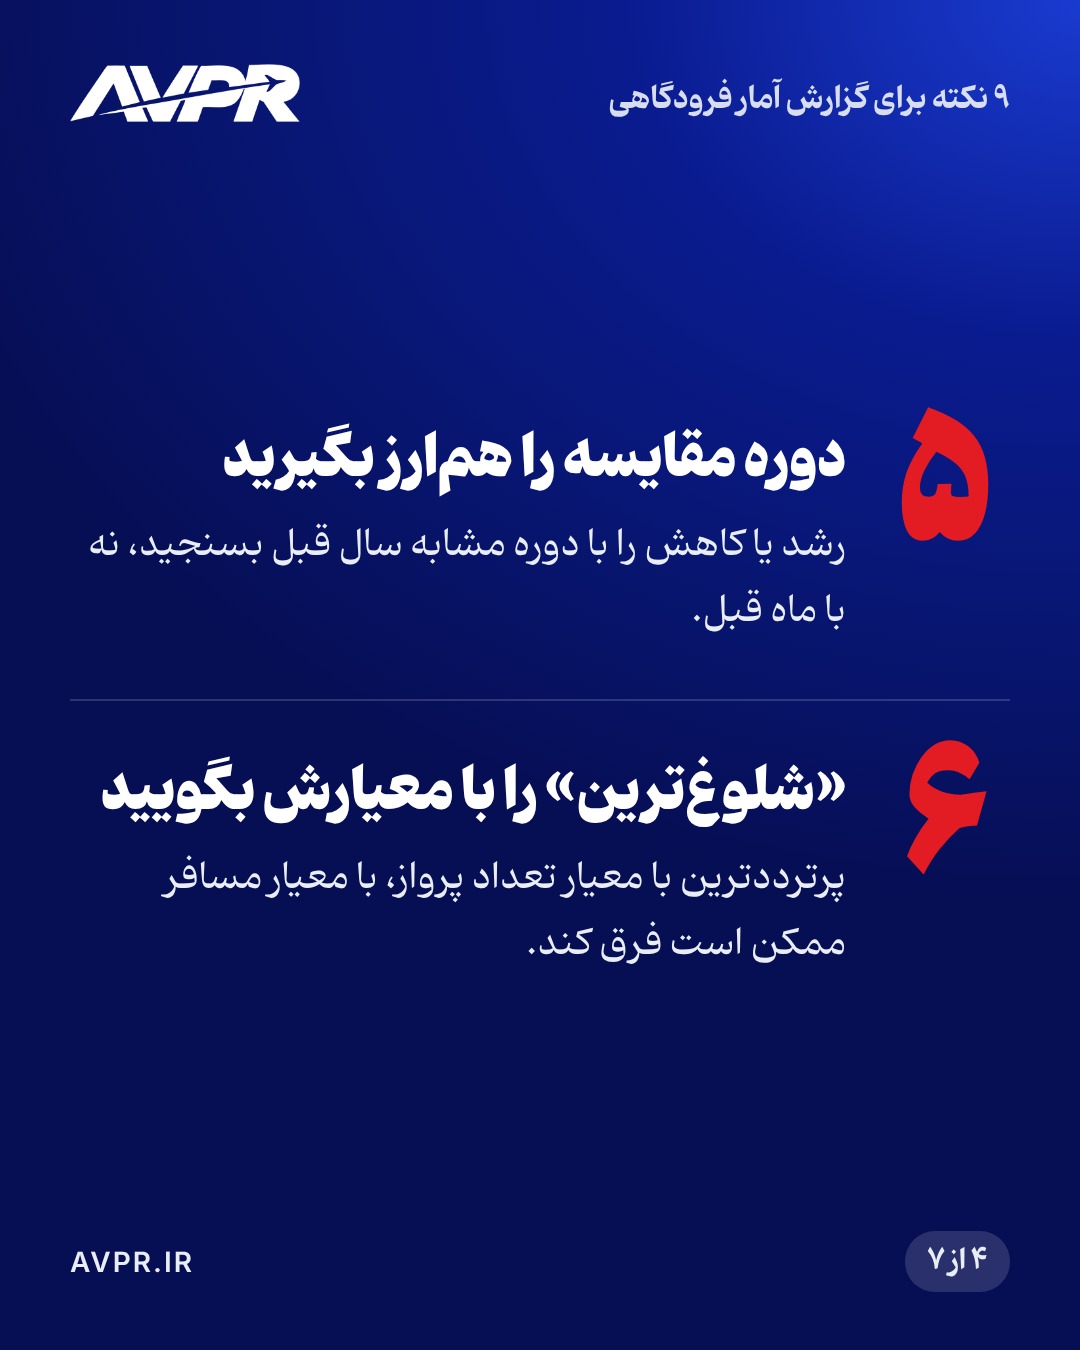 AVPR
۹ نکته برای گزارش آمار فرودگاهی
۵
دوره مقایسه را هم‌ارز بگیرید
رشد یا کاهش را با دوره مشابه سال قبل بسنجید، نه
با ماه قبل.
۶
«شلوغ‌ترین» را با معیارش بگویید
پرترددترین با معیار تعداد پرواز، با معیار مسافر
ممکن است فرق کند.
۴ از ۷
AVPR.IR